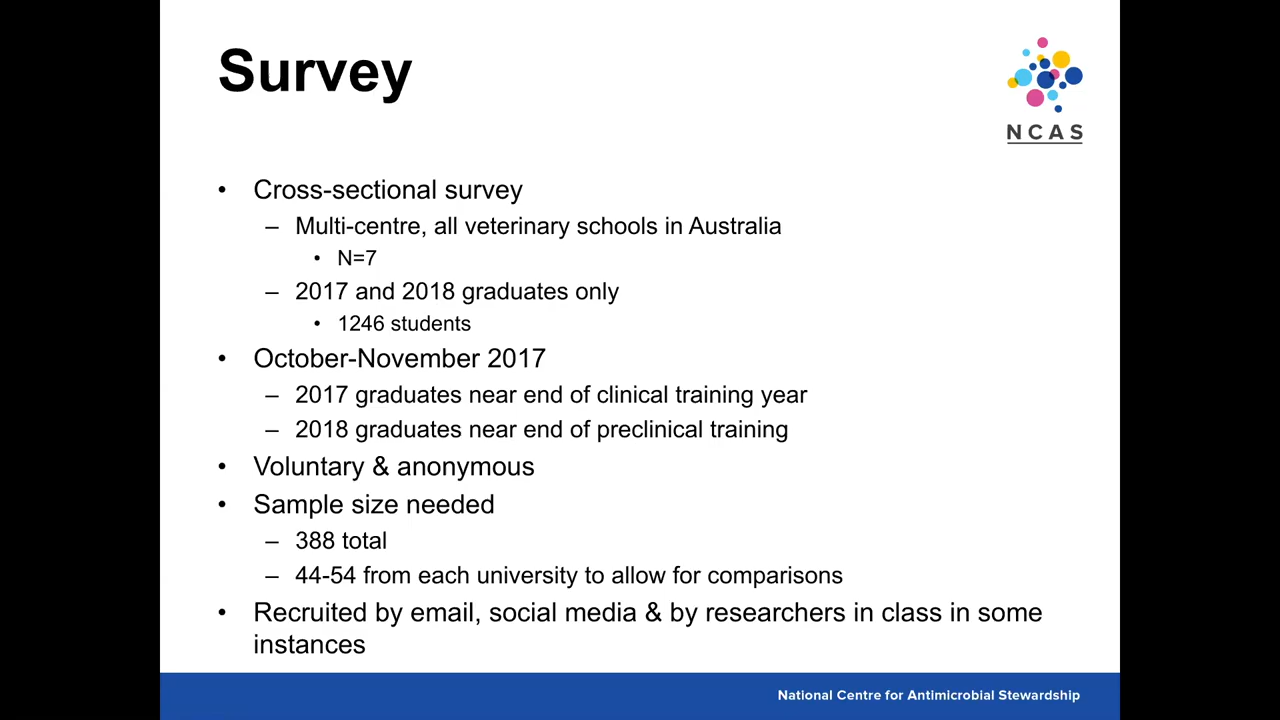 Survey
NCAS
• Cross-sectional survey
– Multi-centre, all veterinary schools in Australia
• N=7
– 2017 and 2018 graduates only
• 1246 students
• October-November 2017
– 2017 graduates near end of clinical training year
– 2018 graduates near end of preclinical training
• Voluntary & anonymous
• Sample size needed
– 388 total
– 44-54 from each university to allow for comparisons
• Recruited by email, social media & by researchers in class in some
instances
National Centre for Antimicrobial Stewardship